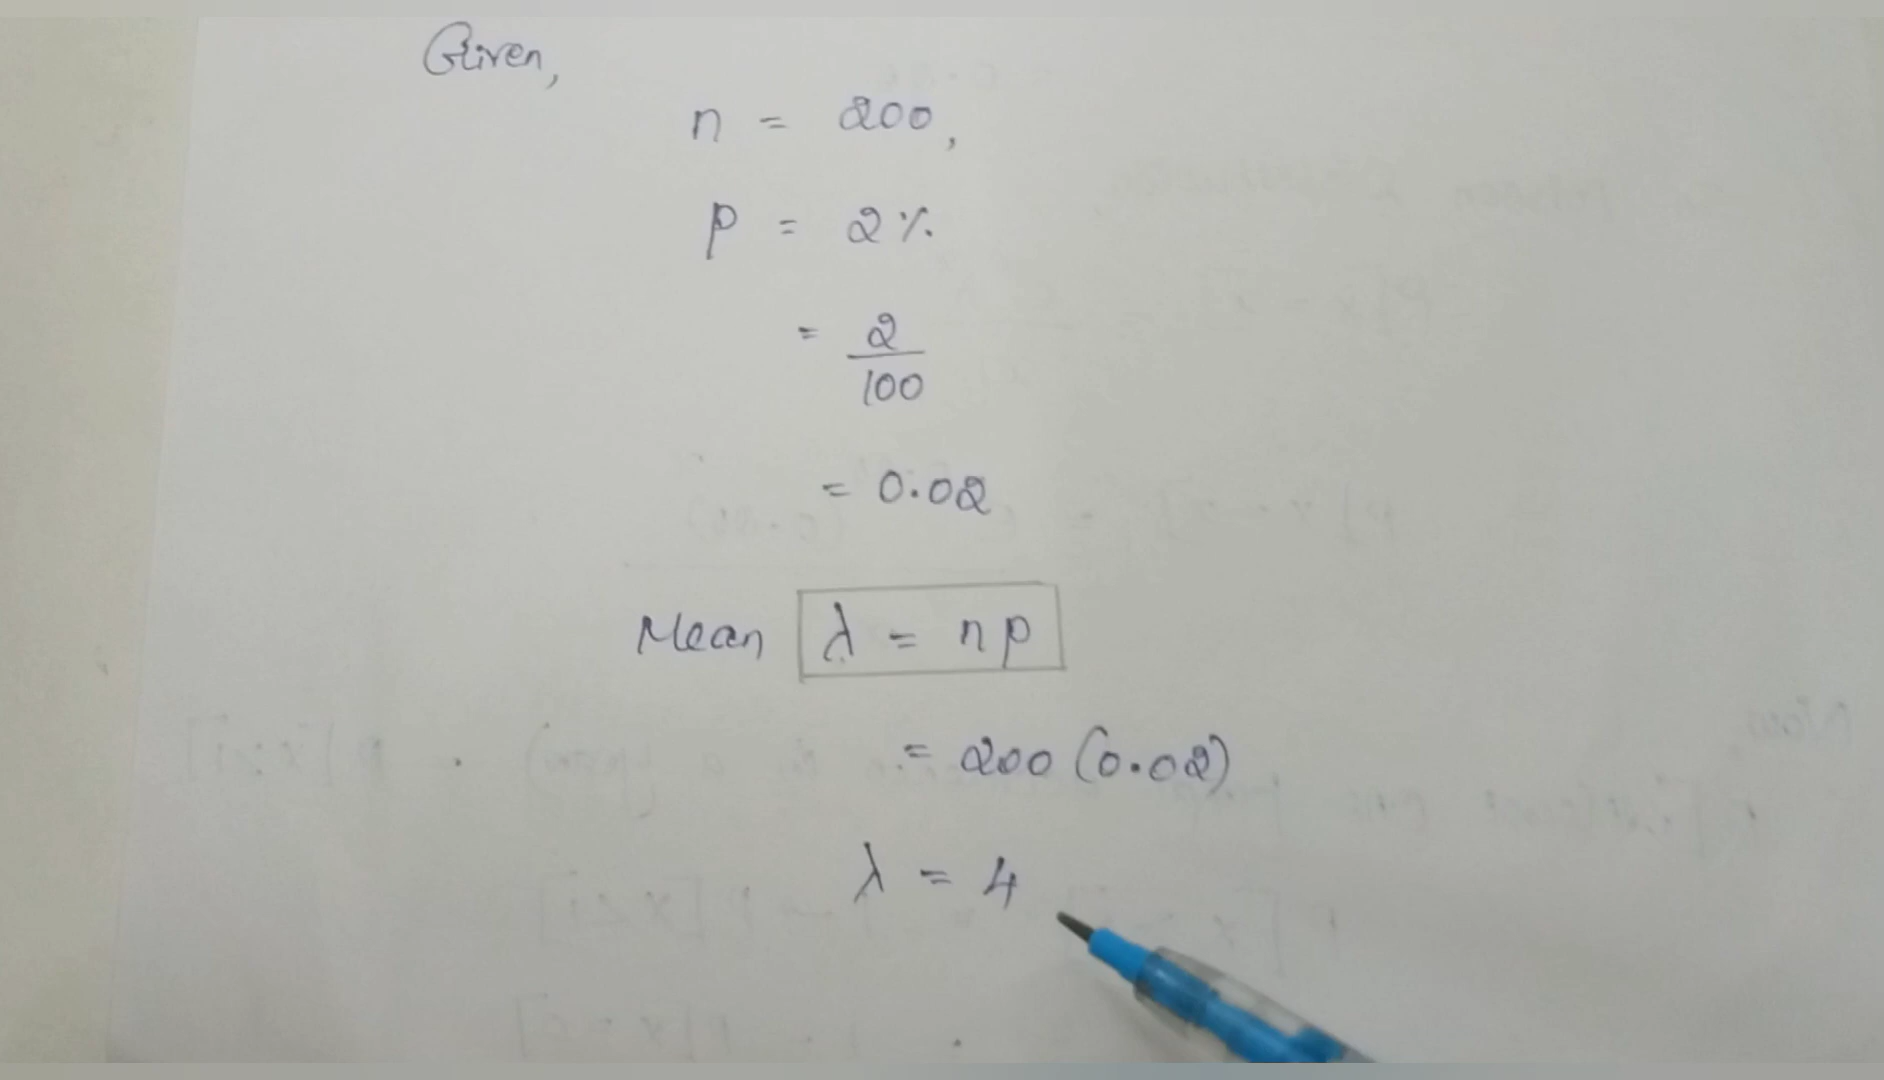 Given,
n = 200,
p = 2%
= 2/100
= 0.02
Mean λ = np
= 200 (0.02)
λ = 4